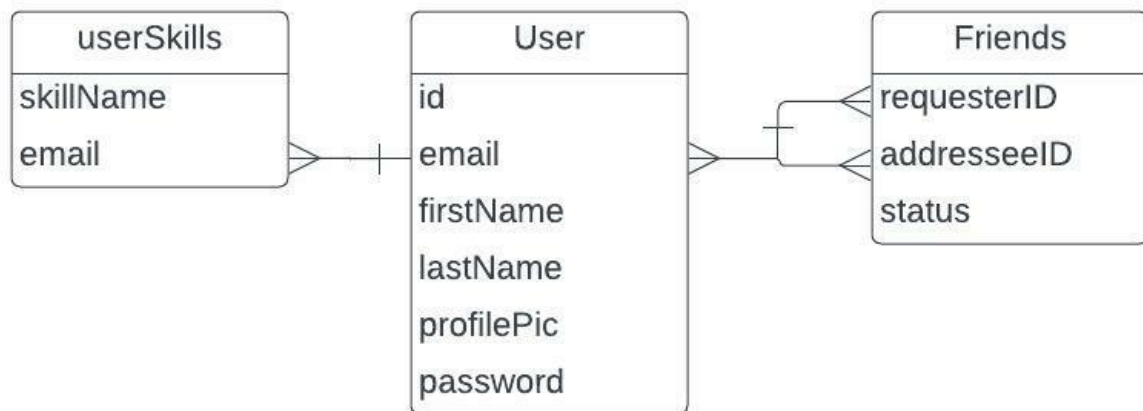 userSkills
skillName
email
User
id
email
firstName
lastName
profilePic
password
Friends
requesterID
addresseeID
status